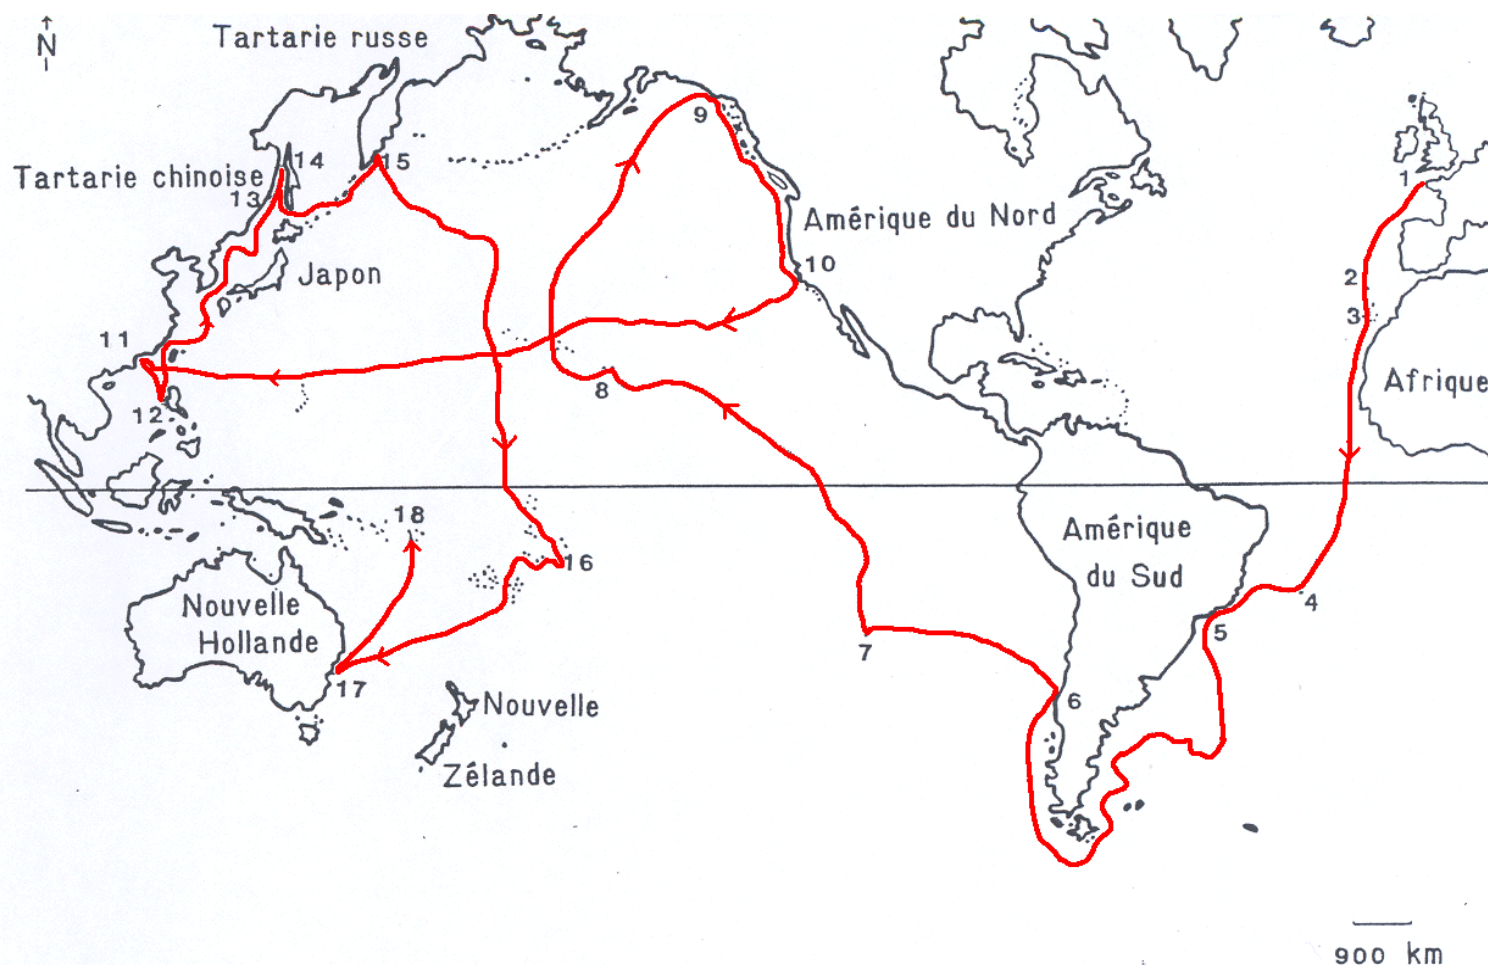 N
Tartarie russe
Tartarie chinoise
13
14
15
Japon
11
12
9
Amérique du Nord
10
8
1
2
3
Afrique
18
16
Nouvelle
Hollande
17
Nouvelle
Zélande
7
6
Amérique
du Sud
5
4
900 km